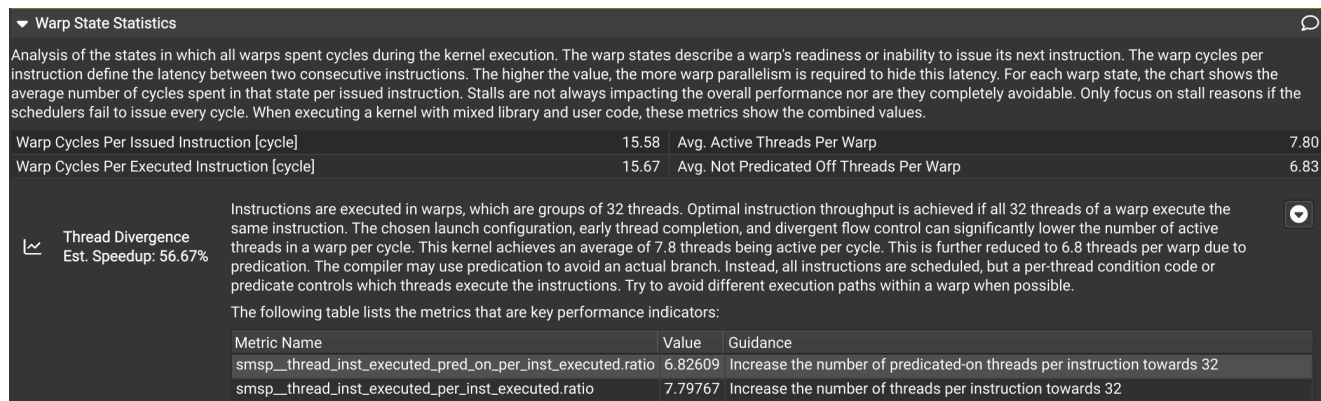 Warp State Statistics
Analysis of the states in which all warps spent cycles during the kernel execution. The warp states describe a warp's readiness or inability to issue its next instruction. The warp cycles per
instruction define the latency between two consecutive instructions. The higher the value, the more warp parallelism is required to hide this latency. For each warp state, the chart shows the
average number of cycles spent in that state per issued instruction. Stalls are not always impacting the overall performance nor are they completely avoidable. Only focus on stall reasons if the
schedulers fail to issue every cycle. When executing a kernel with mixed library and user code, these metrics show the combined values.
Warp Cycles Per Issued Instruction [cycle] 15.58 Avg. Active Threads Per Warp 7.80
Warp Cycles Per Executed Instruction [cycle] 15.67 Avg. Not Predicated Off Threads Per Warp 6.83
Thread Divergence
Est. Speedup: 56.67%
Instructions are executed in warps, which are groups of 32 threads. Optimal instruction throughput is achieved if all 32 threads of a warp execute the
same instruction. The chosen launch configuration, early thread completion, and divergent flow control can significantly lower the number of active
threads in a warp per cycle. This kernel achieves an average of 7.8 threads being active per cycle. This is further reduced to 6.8 threads per warp due to
predication. The compiler may use predication to avoid an actual branch. Instead, all instructions are scheduled, but a per-thread condition code or
predicate controls which threads execute the instructions. Try to avoid different execution paths within a warp when possible.
The following table lists the metrics that are key performance indicators:
Metric Name Value Guidance
smsp__thread_inst_executed_pred_on_per_inst_executed.ratio 6.82609 Increase the number of predicated-on threads per instruction towards 32
smsp__thread_inst_executed_per_inst_executed.ratio 7.79767 Increase the number of threads per instruction towards 32